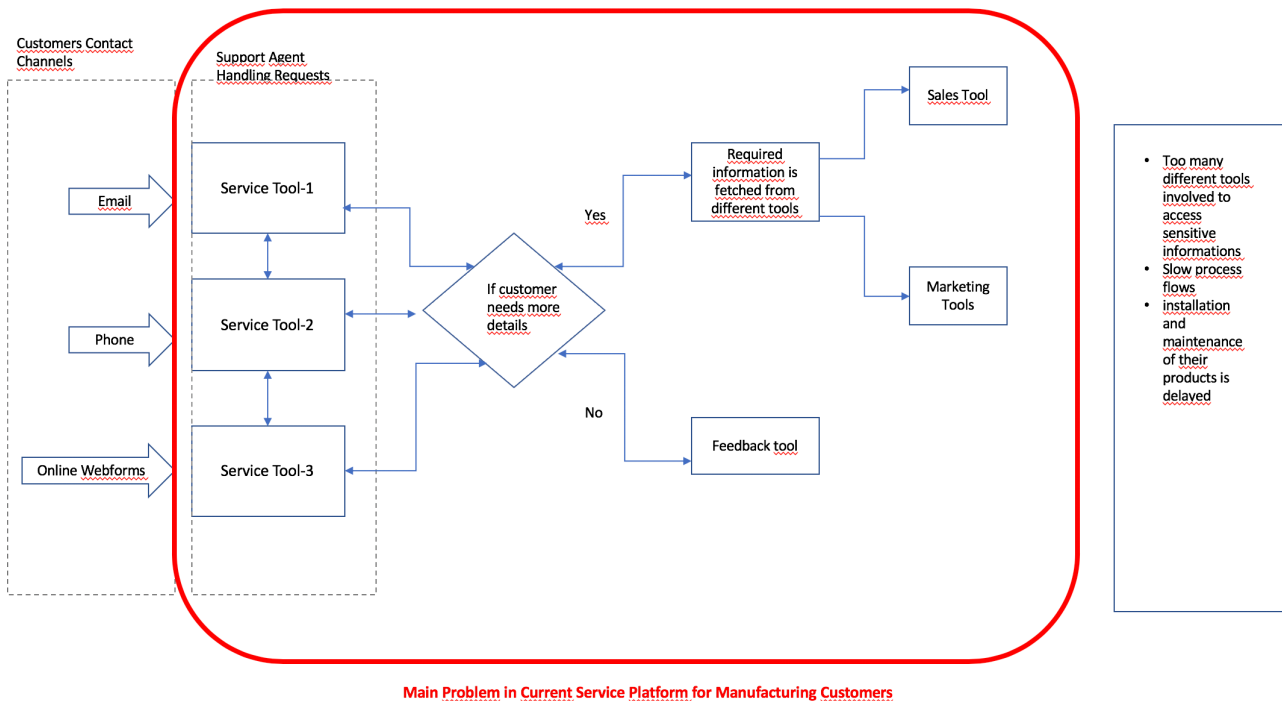 Customers Contact
Channels
Support Agent
Handling Requests
Email
Phone
Online Webforms
Service Tool-1
Service Tool-2
Service Tool-3
If customer
needs more
details
Yes
No
Required
information is
fetched from
different tools
Feedback tool
Sales Tool
Marketing
Tools
• Too many
different tools
involved to
access
sensitive
informations
• Slow process
flows
• installation
and
maintenance
of their
products is
delayed
Main Problem in Current Service Platform for Manufacturing Customers